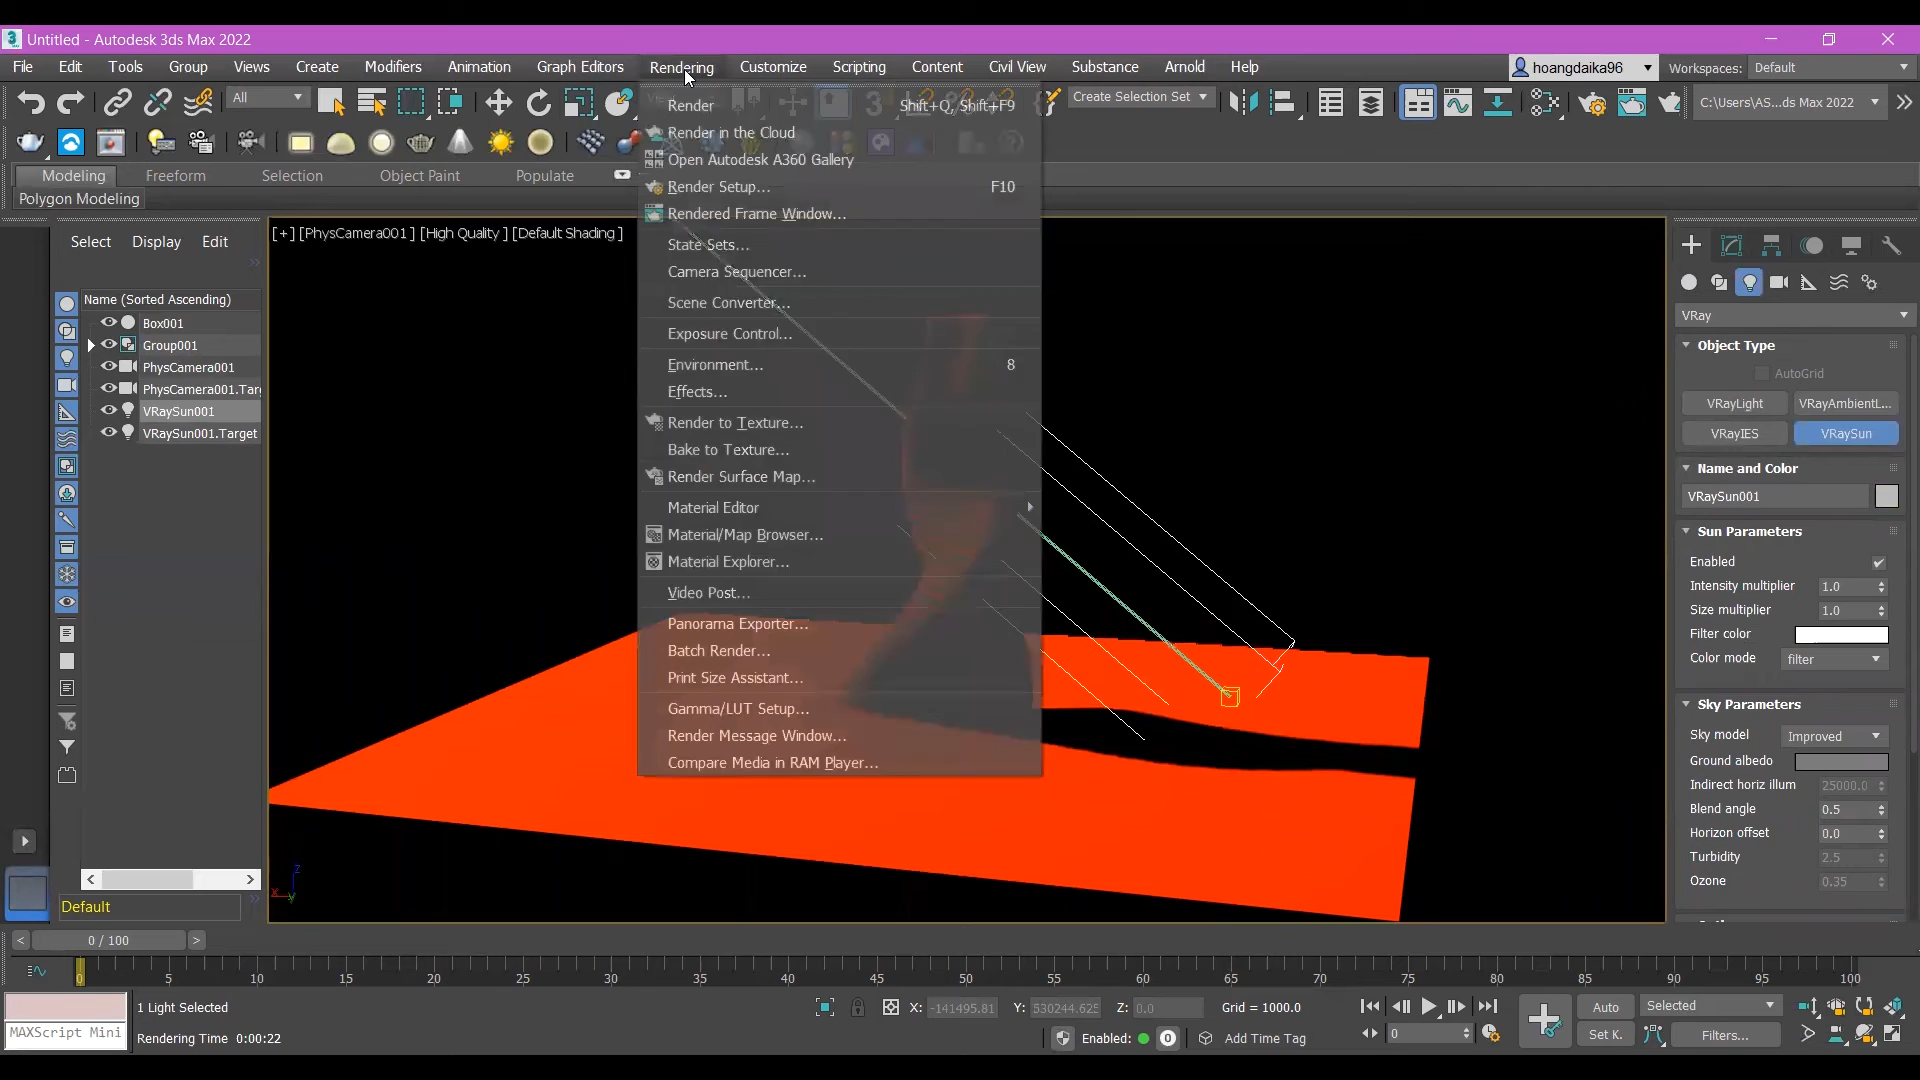 Untitled - Autodesk 3ds Max 2022
File Edit Tools Group Views Create Modifiers Animation Graph Editors Rendering Customize Scripting Content Civil View Substance Arnold Help hoangdaika96 Workspaces: Default
All Create Selection Set C:\Users\AS...ds Max 2022
Modeling Freeform Selection Object Paint Populate
Polygon Modeling
Render Shift+Q, Shift+F9
Render in the Cloud
Open Autodesk A360 Gallery
Render Setup... F10
Rendered Frame Window...
State Sets...
Camera Sequencer...
Scene Converter...
Exposure Control...
Environment... 8
Effects...
Render to Texture...
Bake to Texture...
Render Surface Map...
Material Editor
Material/Map Browser...
Material Explorer...
Video Post...
Panorama Exporter...
Batch Render...
Print Size Assistant...
Gamma/LUT Setup...
Render Message Window...
Compare Media in RAM Player...
Select Display Edit
Name (Sorted Ascending)
Box001
Group001
PhysCamera001
PhysCamera001.Targ
VRaySun001
VRaySun001.Target
Default
[+] [PhysCamera001] [High Quality] [Default Shading]
z
x
y
VRay
Object Type
AutoGrid
VRayLight VRayAmbientL...
VRayIES VRaySun
Name and Color
VRaySun001
Sun Parameters
Enabled
Intensity multiplier 1.0
Size multiplier 1.0
Filter color
Color mode filter
Sky Parameters
Sky model Improved
Ground albedo
Indirect horiz illum 25000.0
Blend angle 0.5
Horizon offset 0.0
Turbidity 2.5
Ozone 0.35
< 0 / 100 >
0 5 10 15 20 25 30 35 40 45 50 55 60 65 70 75 80 85 90 95 100
1 Light Selected X: -141495.81 Y: 530244.625 Z: 0.0 Grid = 1000.0 Auto Selected
MAXScript Mini Rendering Time 0:00:22 Enabled: 0 Add Time Tag 0 Set K. Filters...